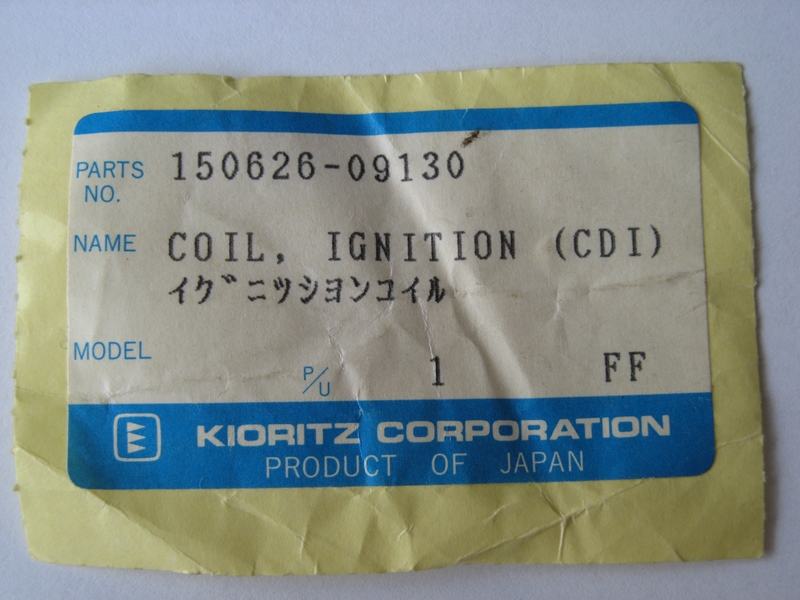 PARTS NO. 150626-09130
NAME COIL, IGNITION (CDI)
イグニツシヨンコイル
MODEL
P/U 1 FF
KIORITZ CORPORATION
PRODUCT OF JAPAN